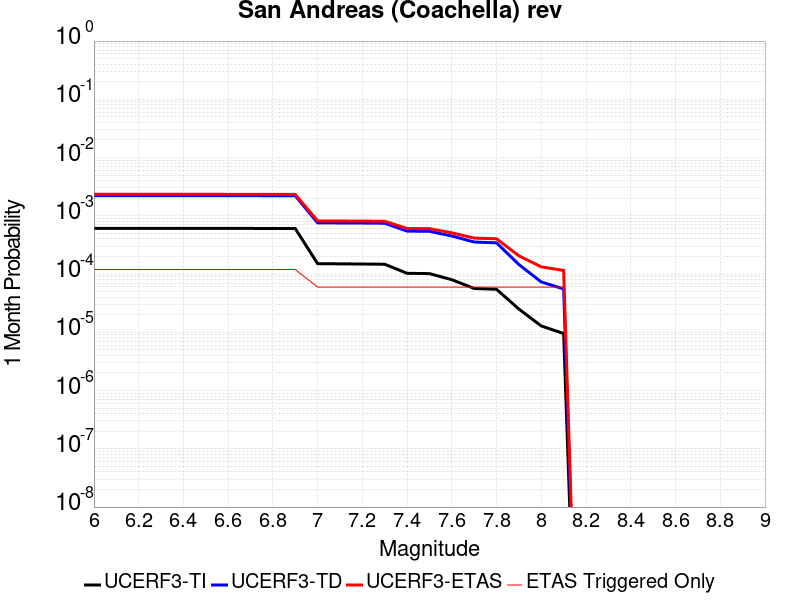 San Andreas (Coachella) rev
10^0
10^-1
10^-2
10^-3
10^-4
10^-5
10^-6
10^-7
10^-8
1 Month Probability
6 6.2 6.4 6.6 6.8 7 7.2 7.4 7.6 7.8 8 8.2 8.4 8.6 8.8 9
Magnitude
UCERF3-TI UCERF3-TD UCERF3-ETAS ETAS Triggered Only